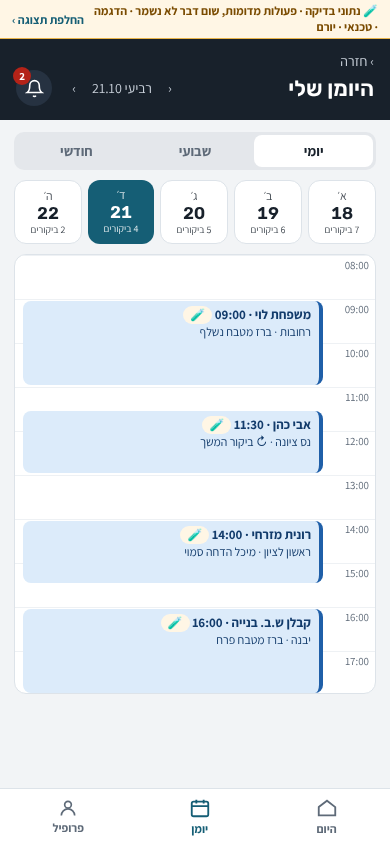 🧪 נתוני בדיקה · פעולות מדומות, שום דבר לא נשמר · הדגמה
· טכנאי · יורם
החלפת תצוגה ›
› חזרה
היומן שלי
› רביעי 21.10 ‹
2
יומי
שבועי
חודשי
א׳
18
7 ביקורים
ב׳
19
6 ביקורים
ג׳
20
5 ביקורים
ד׳
21
4 ביקורים
ה׳
22
2 ביקורים
08:00
09:00
משפחת לוי · 09:00 🧪
רחובות · ברז מטבח נשלף
10:00
11:00
אבי כהן · 11:30 🧪
נס ציונה · ↻ ביקור המשך
12:00
13:00
14:00
רונית מזרחי · 14:00 🧪
ראשון לציון · מיכל הדחה סמוי
15:00
16:00
קבלן ש.ב. בנייה · 16:00 🧪
יבנה · ברז מטבח פרח
17:00
היום
יומן
פרופיל